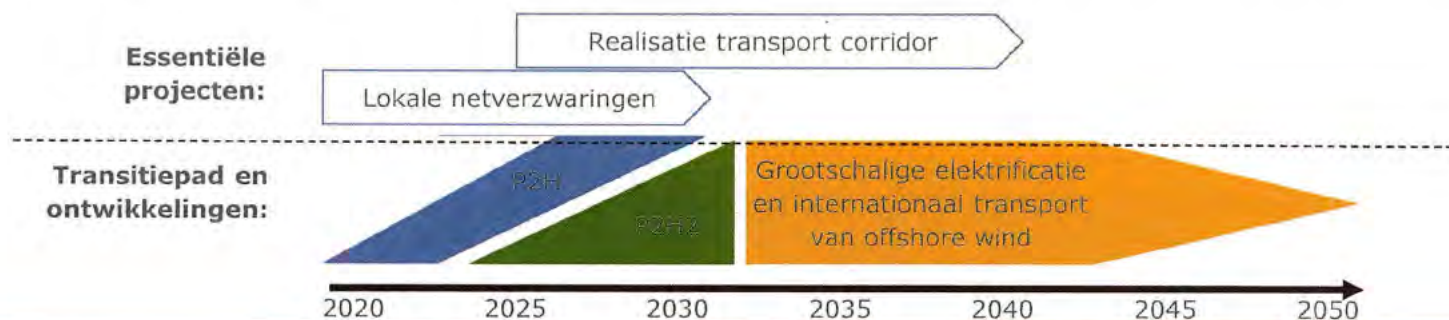 Essentiële
projecten:
Realisatie transport corridor
Lokale netverzwaringen
Transitiepad en
ontwikkelingen:
P2H
P2H2
Grootschalige elektrificatie
en internationaal transport
van offshore wind
2020 2025 2030 2035 2040 2045 2050